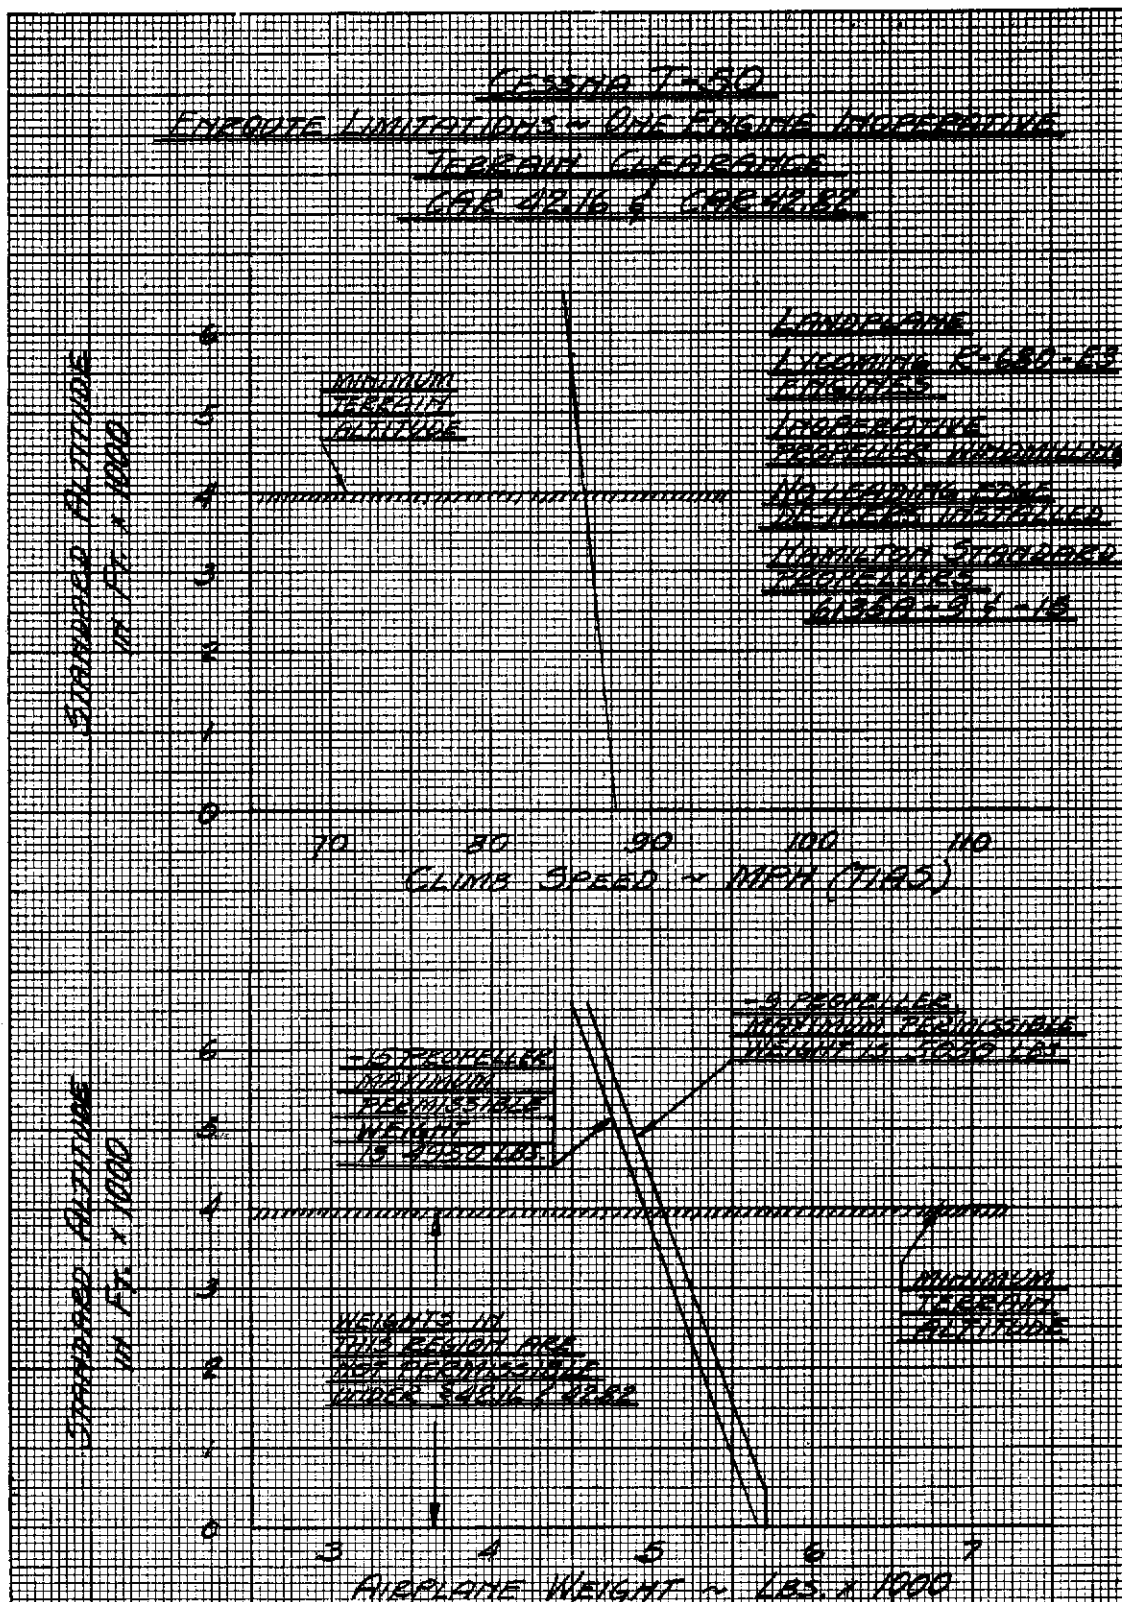 CESSNA T-50
ENROUTE LIMITATIONS ~ ONE ENGINE INOPERATIVE
TERRAIN CLEARANCE
CAR 42.16 & CAR 42.82
STANDARD ALTITUDE
IN FT. x 1000
6
5
4
3
2
1
0
MINIMUM
TERRAIN
ALTITUDE
LANDPLANE
LYCOMING R-680-E3
ENGINES
INOPERATIVE
PROPELLER WINDMILLING
NO LEADING EDGE
DE ICERS INSTALLED
HAMILTON STANDARD
PROPELLERS
6135A-9 & -15
70 80 90 100 110
CLIMB SPEED ~ MPH (TIAS)
STANDARD ALTITUDE
IN FT. x 1000
6
5
4
3
2
1
0
-15 PROPELLER
MAXIMUM
PERMISSIBLE
WEIGHT
IS 4950 LBS.
-9 PROPELLER
MAXIMUM PERMISSIBLE
WEIGHT IS 5050 LBS
MINIMUM
TERRAIN
ALTITUDE
WEIGHTS IN
THIS REGION ARE
NOT PERMISSIBLE
UNDER §42.16 & 42.82
3 4 5 6 7
AIRPLANE WEIGHT ~ LBS. x 1000